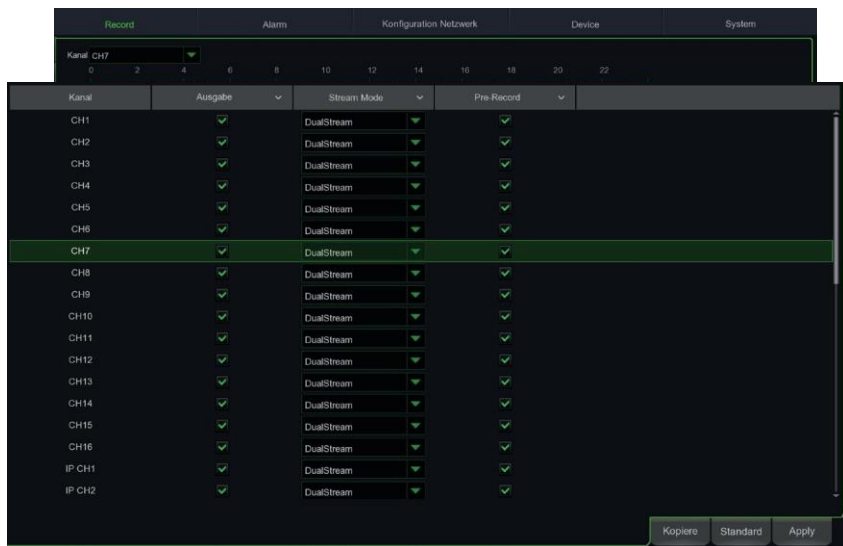 Record Alarm Konfiguration Netzwerk Device System
Kanal CH7
0 2 4 6 8 10 12 14 16 18 20 22
Kanal Ausgabe Stream Mode Pre-Record
CH1 DualStream
CH2 DualStream
CH3 DualStream
CH4 DualStream
CH5 DualStream
CH6 DualStream
CH7 DualStream
CH8 DualStream
CH9 DualStream
CH10 DualStream
CH11 DualStream
CH12 DualStream
CH13 DualStream
CH14 DualStream
CH15 DualStream
CH16 DualStream
IP CH1 DualStream
IP CH2 DualStream
Kopiere Standard Apply